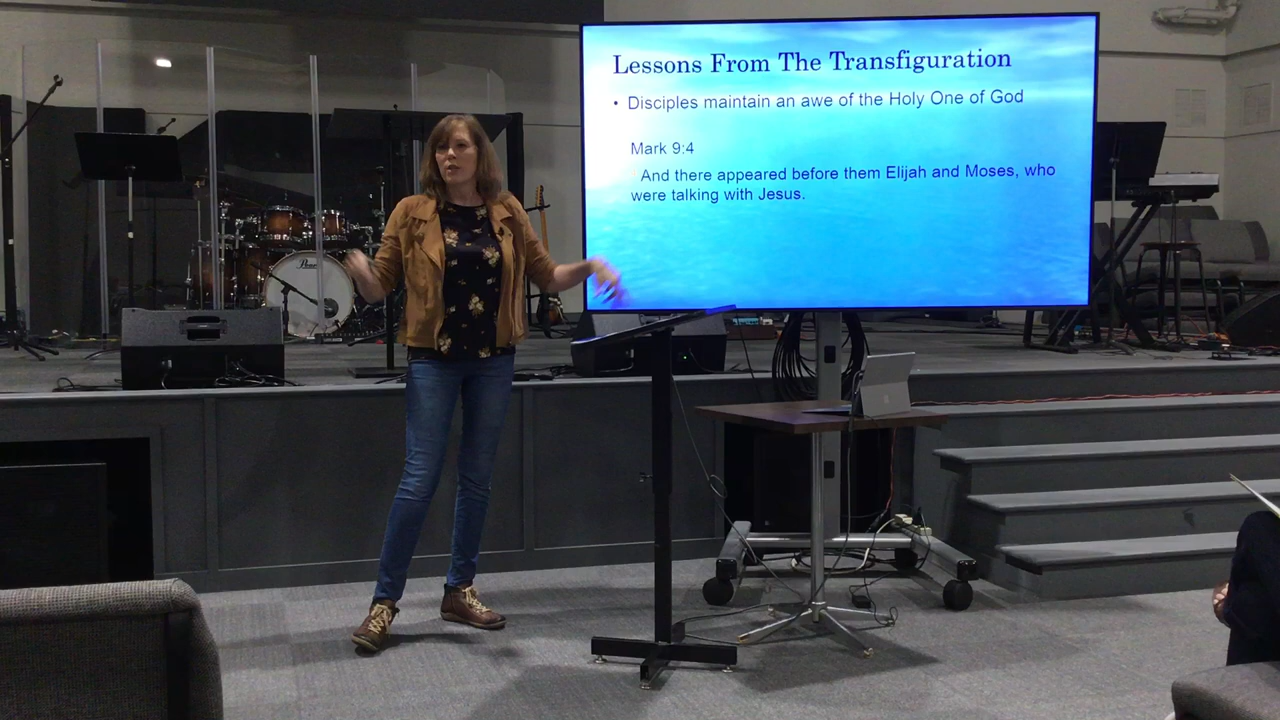 Lessons From The Transfiguration
• Disciples maintain an awe of the Holy One of God
Mark 9:4
And there appeared before them Elijah and Moses, who
were talking with Jesus.